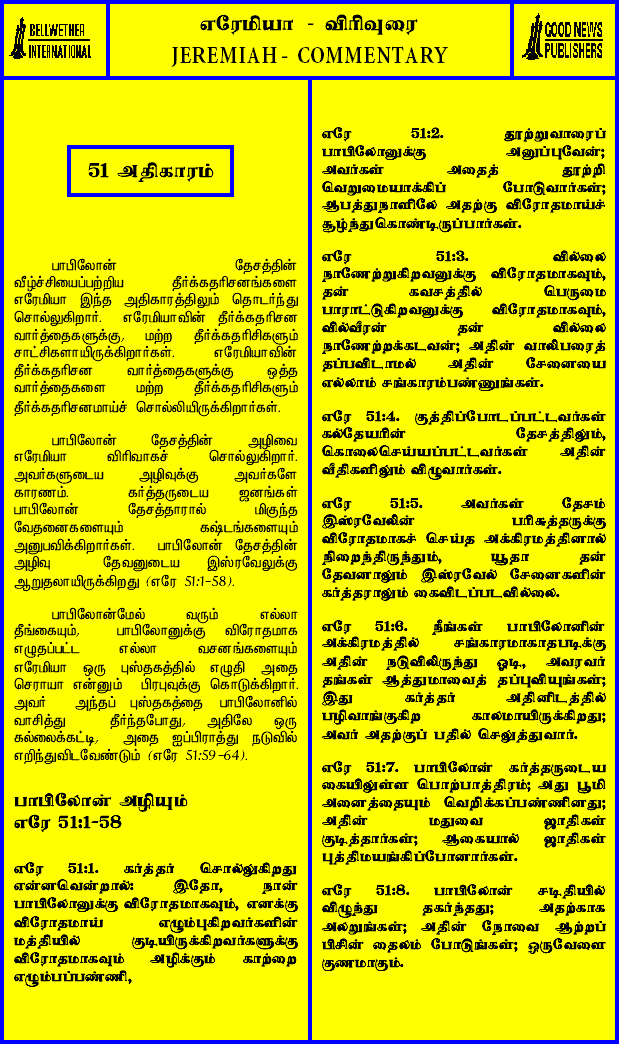 BELLWETHER
INTERNATIONAL
எரேமியா - விரிவுரை
JEREMIAH - COMMENTARY
GOOD NEWS
PUBLISHERS
51 அதிகாரம்
பாபிலோன் தேசத்தின்
வீழ்ச்சியைப்பற்றிய தீர்க்கதரிசனங்களை
எரேமியா இந்த அதிகாரத்திலும் தொடர்ந்து
சொல்லுகிறார். எரேமியாவின் தீர்க்கதரிசன
வார்த்தைகளுக்கு, மற்ற தீர்க்கதரிசிகளும்
சாட்சிகளாயிருக்கிறார்கள். எரேமியாவின்
தீர்க்கதரிசன வார்த்தைகளுக்கு ஒத்த
வார்த்தைகளை மற்ற தீர்க்கதரிசிகளும்
தீர்க்கதரிசனமாய்ச் சொல்லியிருக்கிறார்கள்.
பாபிலோன் தேசத்தின் அழிவை
எரேமியா விரிவாகச் சொல்லுகிறார்.
அவர்களுடைய அழிவுக்கு அவர்களே
காரணம். கர்த்தருடைய ஜனங்கள்
பாபிலோன் தேசத்தாரால் மிகுந்த
வேதனைகளையும் கஷ்டங்களையும்
அனுபவிக்கிறார்கள். பாபிலோன் தேசத்தின்
அழிவு தேவனுடைய இஸ்ரவேலுக்கு
ஆறுதலாயிருக்கிறது (எரே 51:1-58).
பாபிலோன்மேல் வரும் எல்லா
தீங்கையும், பாபிலோனுக்கு விரோதமாக
எழுதப்பட்ட எல்லா வசனங்களையும்
எரேமியா ஒரு புஸ்தகத்தில் எழுதி அதை
செராயா என்னும் பிரபுவுக்கு கொடுக்கிறார்.
அவர் அந்தப் புஸ்தகத்தை பாபிலோனில்
வாசித்து தீர்ந்தபோது, அதிலே ஒரு
கல்லைக்கட்டி, அதை ஐப்பிராத்து நடுவில்
எறிந்துவிடவேண்டும் (எரே 51:59-64).
பாபிலோன் அழியும்
எரே 51:1-58
எரே 51:1. கர்த்தர் சொல்லுகிறது
என்னவென்றால்: இதோ, நான்
பாபிலோனுக்கு விரோதமாகவும், எனக்கு
விரோதமாய் எழும்புகிறவர்களின்
மத்தியில் குடியிருக்கிறவர்களுக்கு
விரோதமாகவும் அழிக்கும் காற்றை
எழும்பப்பண்ணி,
எரே 51:2. தூற்றுவாரைப்
பாபிலோனுக்கு அனுப்புவேன்;
அவர்கள் அதைத் தூற்றி
வெறுமையாக்கிப் போடுவார்கள்;
ஆபத்துநாளிலே அதற்கு விரோதமாய்ச்
சூழ்ந்துகொண்டிருப்பார்கள்.
எரே 51:3. வில்லை
நாணேற்றுகிறவனுக்கு விரோதமாகவும்,
தன் கவசத்தில் பெருமை
பாராட்டுகிறவனுக்கு விரோதமாகவும்,
வில்வீரன் தன் வில்லை
நாணேற்றக்கடவன்; அதின் வாலிபரைத்
தப்பவிடாமல் அதின் சேனையை
எல்லாம் சங்காரம்பண்ணுங்கள்.
எரே 51:4. குத்திப்போடப்பட்டவர்கள்
கல்தேயரின் தேசத்திலும்,
கொலைசெய்யப்பட்டவர்கள் அதின்
வீதிகளிலும் விழுவார்கள்.
எரே 51:5. அவர்கள் தேசம்
இஸ்ரவேலின் பரிசுத்தருக்கு
விரோதமாகச் செய்த அக்கிரமத்தினால்
நிறைந்திருந்தும், யூதா தன்
தேவனாலும் இஸ்ரவேல் சேனைகளின்
கர்த்தராலும் கைவிடப்படவில்லை.
எரே 51:6. நீங்கள் பாபிலோனின்
அக்கிரமத்தில் சங்காரமாகாதபடிக்கு
அதின் நடுவிலிருந்து ஓடி, அவரவர்
தங்கள் ஆத்துமாவைத் தப்புவியுங்கள்;
இது கர்த்தர் அதினிடத்தில்
பழிவாங்குகிற காலமாயிருக்கிறது;
அவர் அதற்குப் பதில் செலுத்துவார்.
எரே 51:7. பாபிலோன் கர்த்தருடைய
கையிலுள்ள பொற்பாத்திரம்; அது பூமி
அனைத்தையும் வெறிக்கப்பண்ணினது;
அதின் மதுவை ஜாதிகள்
குடித்தார்கள்; ஆகையால் ஜாதிகள்
புத்திமயங்கிப்போனார்கள்.
எரே 51:8. பாபிலோன் சடிதியில்
விழுந்து தகர்ந்தது; அதற்காக
அலறுங்கள்; அதின் நோவை ஆற்றப்
பிசின் தைலம் போடுங்கள்; ஒருவேளை
குணமாகும்.